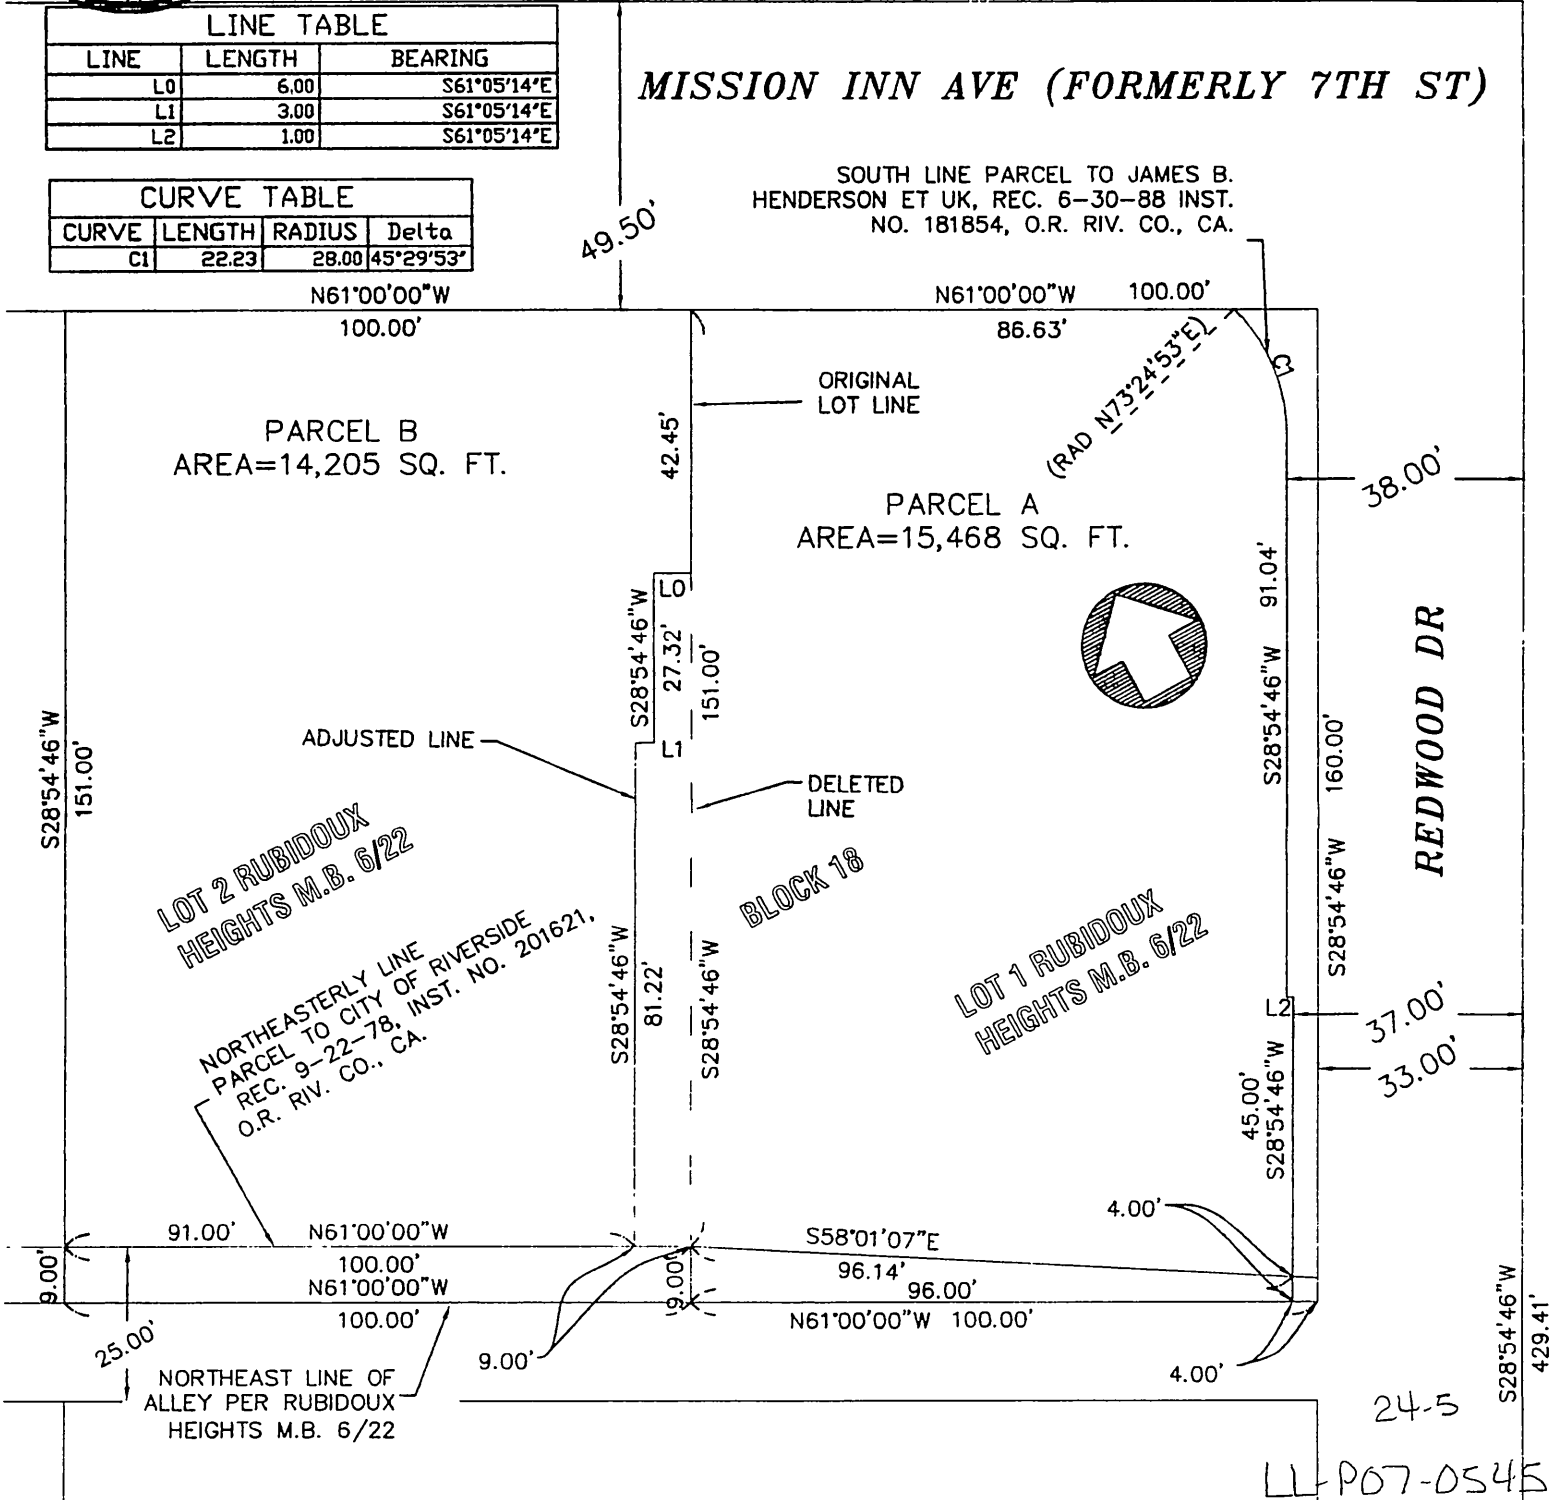 LINE TABLE
LINE LENGTH BEARING
L0 6.00 S61°05'14"E
L1 3.00 S61°05'14"E
L2 1.00 S61°05'14"E
CURVE TABLE
CURVE LENGTH RADIUS Delta
C1 22.23 28.00 45°29'53"
MISSION INN AVE (FORMERLY 7TH ST)
SOUTH LINE PARCEL TO JAMES B.
HENDERSON ET UK, REC. 6-30-88 INST.
NO. 181854, O.R. RIV. CO., CA.
49.50'
N61°00'00"W
100.00'
N61°00'00"W 100.00'
86.63'
(RAD N73°24'53"E)
C1
ORIGINAL
LOT LINE
PARCEL B
AREA=14,205 SQ. FT.
42.45'
PARCEL A
AREA=15,468 SQ. FT.
38.00'
L0
S28°54'46"W
27.32'
151.00'
L1
S28°54'46"W 91.04'
REDWOOD DR
ADJUSTED LINE
DELETED
LINE
S28°54'46"W
151.00'
S28°54'46"W 160.00'
LOT 2 RUBIDOUX
HEIGHTS M.B. 6/22
BLOCK 18
LOT 1 RUBIDOUX
HEIGHTS M.B. 6/22
NORTHEASTERLY LINE
PARCEL TO CITY OF RIVERSIDE
REC. 9-22-78, INST. NO. 201621,
O.R. RIV. CO., CA.
S28°54'46"W
81.22'
S28°54'46"W
L2
37.00'
33.00'
45.00'
S28°54'46"W
4.00'
91.00' N61°00'00"W
100.00'
S58°01'07"E
96.14'
9.00'
N61°00'00"W
100.00'
9.00'
96.00'
N61°00'00"W 100.00'
25.00'
9.00'
4.00'
NORTHEAST LINE OF
ALLEY PER RUBIDOUX
HEIGHTS M.B. 6/22
S28°54'46"W
429.41'
24-5
LL-P07-0545